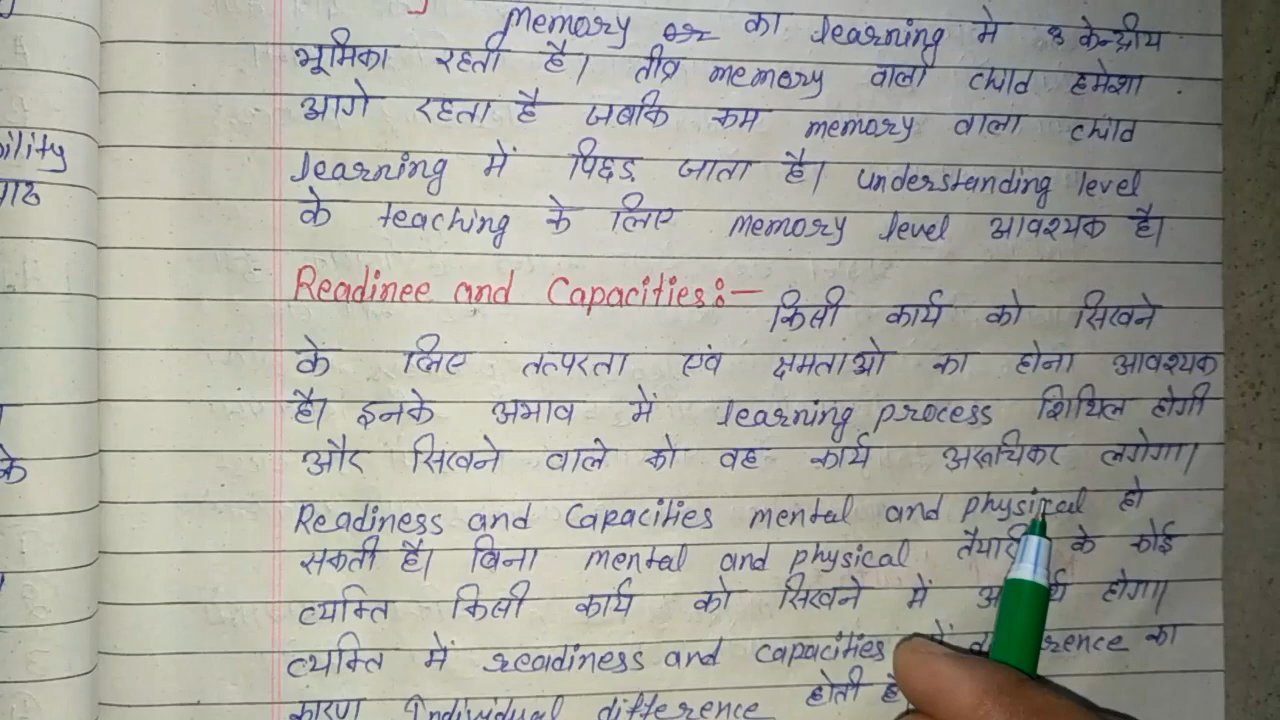 Memory का learning मे केन्द्रीय
भूमिका रहती है। तीव्र memory वाला child हमेशा
आगे रहता है जबकि कम memory वाला child
learning में पिछड़ जाता है। understanding level
के teaching के लिए memory level आवश्यक है।
Readinee and Capacities:-
किसी कार्य को सिखने
के लिए तत्परता एवं क्षमताओ का होना आवश्यक
है। इनके अभाव में learning process शिथिल होगी
और सिखने वाले को वह कार्य अरूचिकर लगेगा।
Readiness and Capacities mental and physical हो
सकती है। बिना mental and physical के कोई
व्यक्ति किसी कार्य को सिखने में होगा।
व्यक्ति में readiness and capacities का
कारण Individual difference होती है
ility
पाठ
के